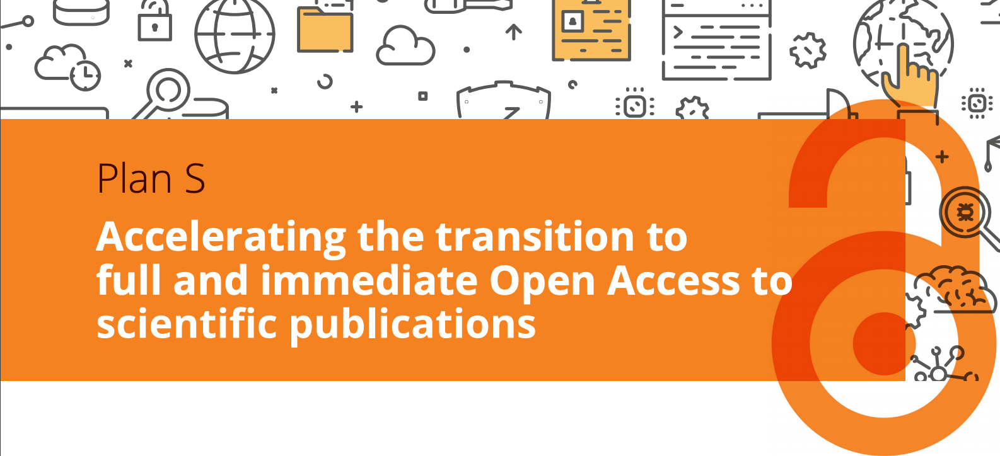 Plan S
Accelerating the transition to
full and immediate Open Access to
scientific publications